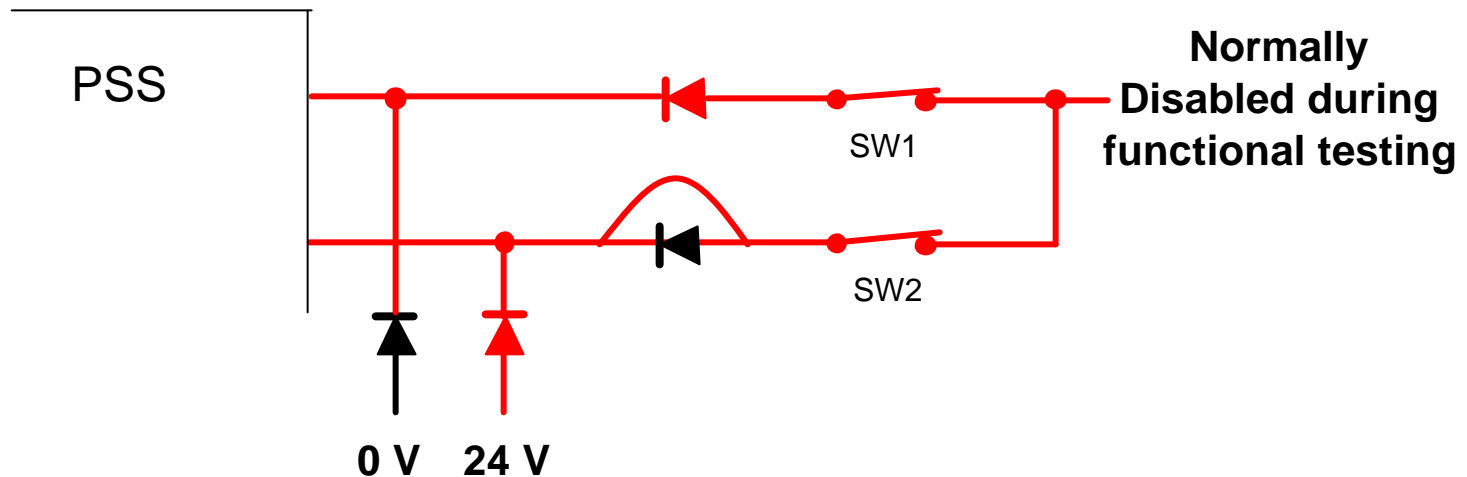 PSS
Normally
Disabled during
functional testing
SW1
SW2
0 V
24 V